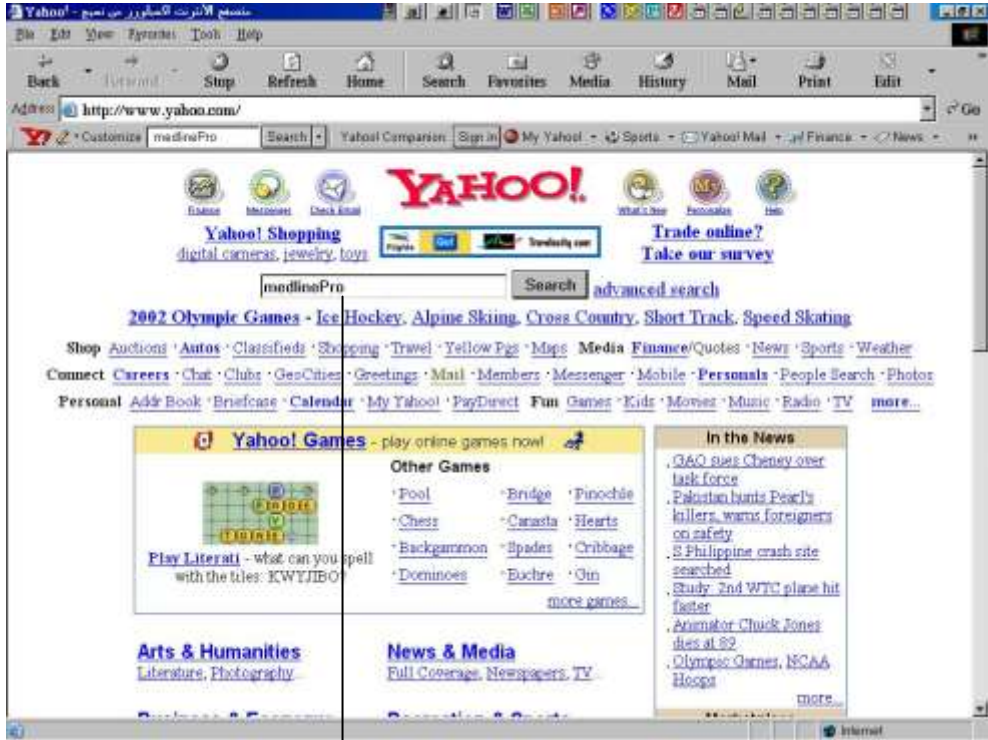 Yahoo! - متصفح الأنترنت اكسبلورر من نسيج
File Edit View Favorites Tools Help
Back Forward Stop Refresh Home Search Favorites Media History Mail Print Edit
Address http://www.yahoo.com/ Go
Y! Customize medlinePro Search Yahoo! Companion Sign in My Yahoo! Sports Yahoo! Mail Finance News
YAHOO!
Finance Messenger Check Email What's New Personalize Help
Yahoo! Shopping
digital cameras, jewelry, toys
Travelocity.com
Trade online?
Take our survey
medlinePro Search advanced search
2002 Olympic Games - Ice Hockey, Alpine Skiing, Cross Country, Short Track, Speed Skating
Shop Auctions · Autos · Classifieds · Shopping · Travel · Yellow Pgs · Maps Media Finance/Quotes · News · Sports · Weather
Connect Careers · Chat · Clubs · GeoCities · Greetings · Mail · Members · Messenger · Mobile · Personals · People Search · Photos
Personal Addr Book · Briefcase · Calendar · My Yahoo! · PayDirect Fun Games · Kids · Movies · Music · Radio · TV more...
Yahoo! Games - play online games now!
Play Literati - what can you spell
with the tiles: KWYJIBO?
Other Games
· Pool · Bridge · Pinochle
· Chess · Canasta · Hearts
· Backgammon · Spades · Cribbage
· Dominoes · Euchre · Gin
more games...
In the News
· GAO sues Cheney over
task force
· Pakistan hunts Pearl's
killers, warns foreigners
on safety
· S Philippine crash site
searched
· Study: 2nd WTC plane hit
faster
· Animator Chuck Jones
dies at 89
· Olympic Games, NCAA
Hoops
more...
Arts & Humanities
Literature, Photography...
News & Media
Full Coverage, Newspapers, TV...
Internet